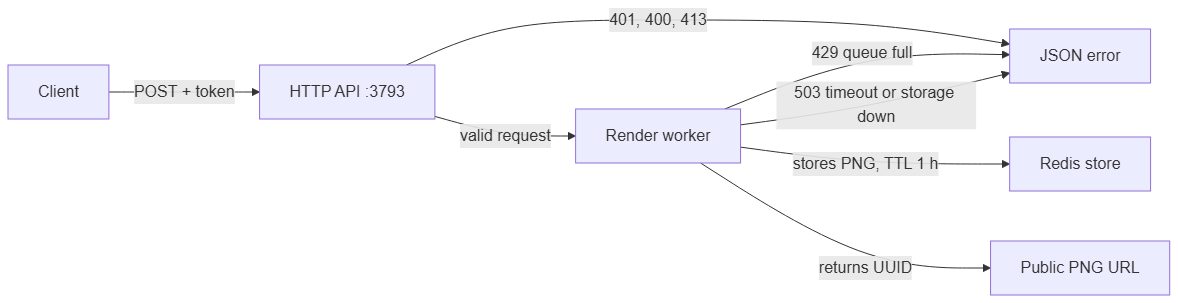 Client
POST + token
HTTP API :3793
401, 400, 413
valid request
Render worker
429 queue full
503 timeout or storage
down
JSON error
stores PNG, TTL 1 h
Redis store
returns UUID
Public PNG URL